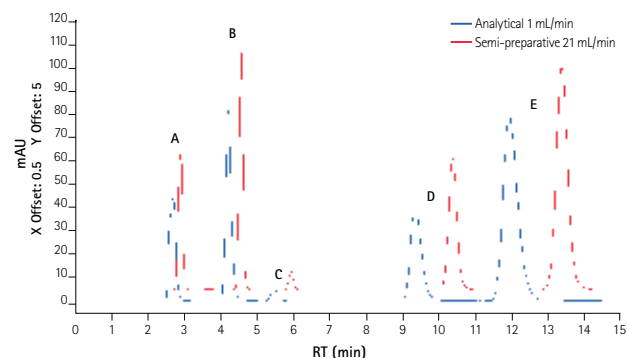 120
110
100
90
80
70
60
50
40
30
20
10
0
mAU
X Offset: 0.5 Y Offset: 5
Analytical 1 mL/min
Semi-preparative 21 mL/min
A
B
C
D
E
0 1 2 3 4 5 6 7 8 9 10 11 12 13 14 15
RT (min)